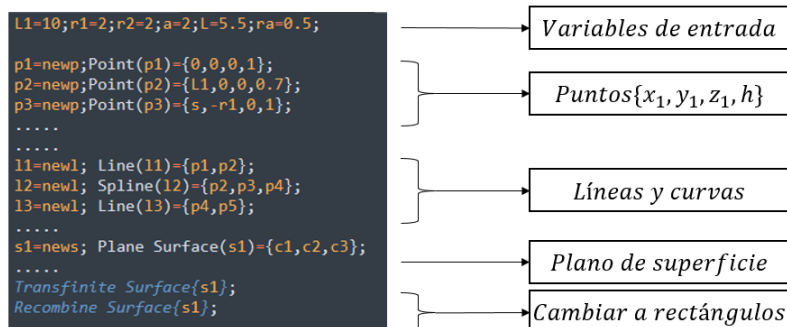 L1=10;r1=2;r2=2;a=2;L=5.5;ra=0.5;
p1=newp;Point(p1)={0,0,0,1};
p2=newp;Point(p2)={L1,0,0,0.7};
p3=newp;Point(p3)={s,-r1,0,1};
.....
.....
l1=newl; Line(l1)={p1,p2};
l2=newl; Spline(l2)={p2,p3,p4};
l3=newl; Line(l3)={p4,p5};
.....
s1=news; Plane Surface(s1)={c1,c2,c3};
.....
Transfinite Surface{s1};
Recombine Surface{s1};
Variables de entrada
Puntos{x₁, y₁, z₁, h}
Líneas y curvas
Plano de superficie
Cambiar a rectángulos